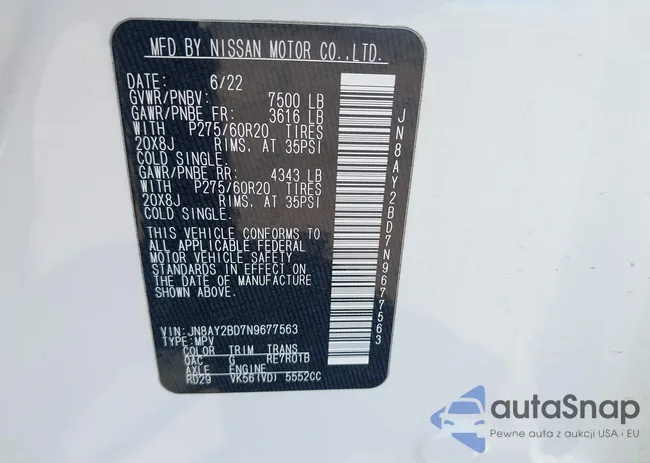 MFD BY NISSAN MOTOR CO.,LTD.
DATE: 6/22
GVWR/PNBV: 7500 LB
GAWR/PNBE FR: 3616 LB
WITH P275/60R20 TIRES
20X8J RIMS, AT 35PSI
COLD SINGLE.
GAWR/PNBE RR: 4343 LB
WITH P275/60R20 TIRES
20X8J RIMS, AT 35PSI
COLD SINGLE.
THIS VEHICLE CONFORMS TO
ALL APPLICABLE FEDERAL
MOTOR VEHICLE SAFETY
STANDARDS IN EFFECT ON
THE DATE OF MANUFACTURE
SHOWN ABOVE.
VIN: JN8AY2BD7N9677563
TYPE: MPV
COLOR TRIM TRANS
QAC G RE7R01B
AXLE ENGINE
RD29 VK56(VD) 5552CC
JN8AY2BD7N9677563
autaSnap
Pewne auta z aukcji USA i EU